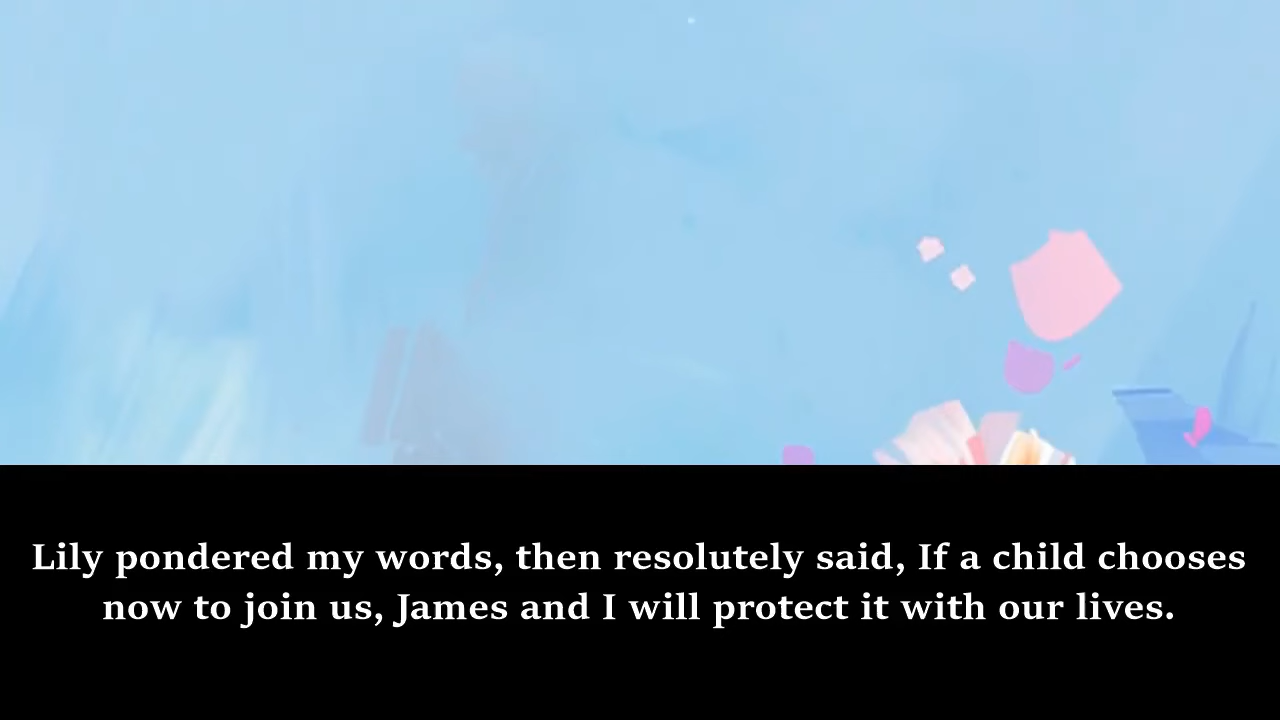 Lily pondered my words, then resolutely said, If a child chooses
now to join us, James and I will protect it with our lives.